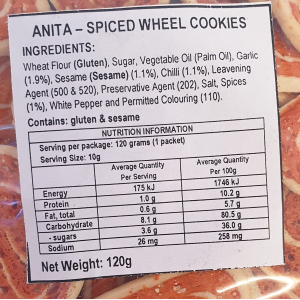 ANITA – SPICED WHEEL COOKIES
INGREDIENTS:
Wheat Flour (Gluten), Sugar, Vegetable Oil (Palm Oil), Garlic
(1.9%), Sesame (Sesame) (1.1%), Chilli (1.1%), Leavening
Agent (500 & 520), Preservative Agent (202), Salt, Spices
(1%), White Pepper and Permitted Colouring (110).
Contains: gluten & sesame
NUTRITION INFORMATION
Serving per package: 120 grams (1 packet)
Serving Size: 10g
Average Quantity Per Serving Average Quantity Per 100g
Energy 175 kJ 1746 kJ
Protein 1.0 g 10.2 g
Fat, total 0.6 g 5.7 g
Carbohydrate 8.1 g 80.5 g
- sugars 3.6 g 36.0 g
Sodium 26 mg 258 mg
Net Weight: 120g